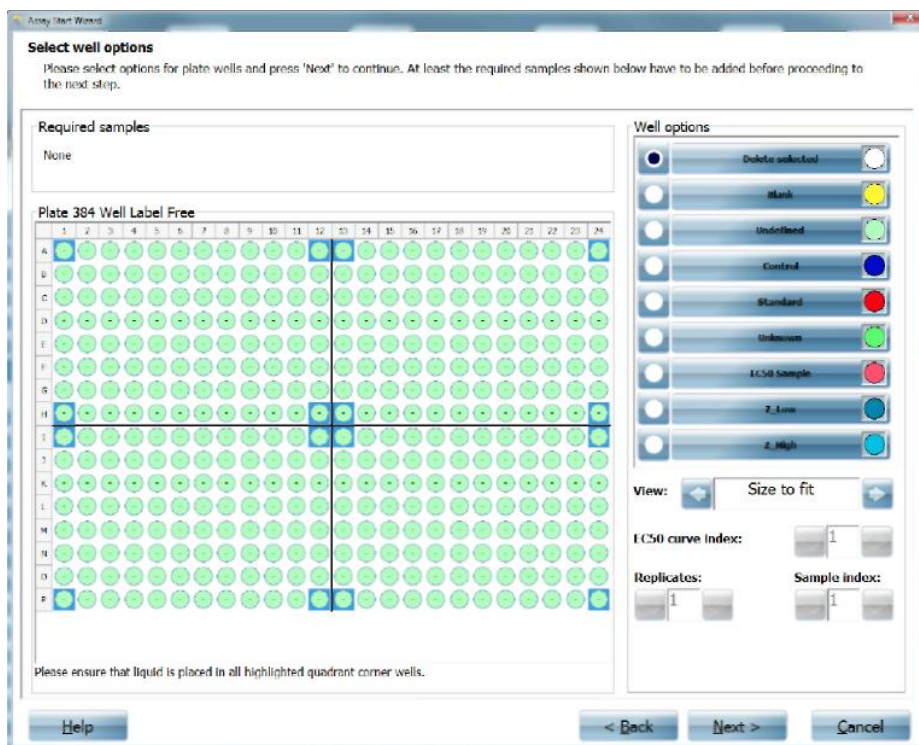 Assay Start Wizard
Select well options
Please select options for plate wells and press 'Next' to continue. At least the required samples shown below have to be added before proceeding to
the next step.
Required samples
None
Well options
Delete selected
Blank
Undefined
Control
Standard
Unknown
EC50 Sample
Z_Low
Z_High
Plate 384 Well Label Free
1 2 3 4 5 6 7 8 9 10 11 12 13 14 15 16 17 18 19 20 21 22 23 24
A
B
C
D
E
F
G
H
I
J
K
L
M
N
O
P
View:
Size to fit
EC50 curve index:
1
Replicates:
1
Sample index:
1
Please ensure that liquid is placed in all highlighted quadrant corner wells.
Help
< Back
Next >
Cancel